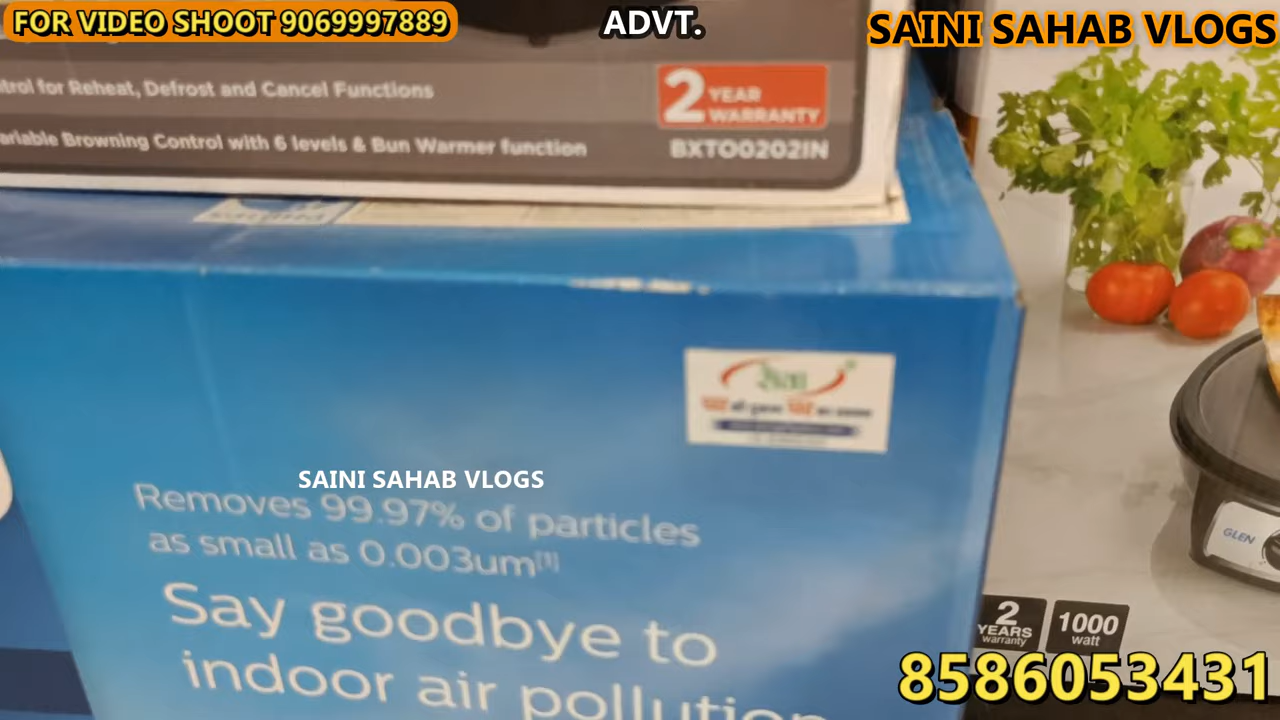 FOR VIDEO SHOOT 9069997889
ADVT.
SAINI SAHAB VLOGS
trol for Reheat, Defrost and Cancel Functions
ariable Browning Control with 6 levels & Bun Warmer function
2 YEAR WARRANTY
BXTO0202IN
सेवा
SAINI SAHAB VLOGS
Removes 99.97% of particles
as small as 0.003um[1]
Say goodbye to
indoor air pollution
GLEN
2 YEARS warranty
1000 watt
8586053431